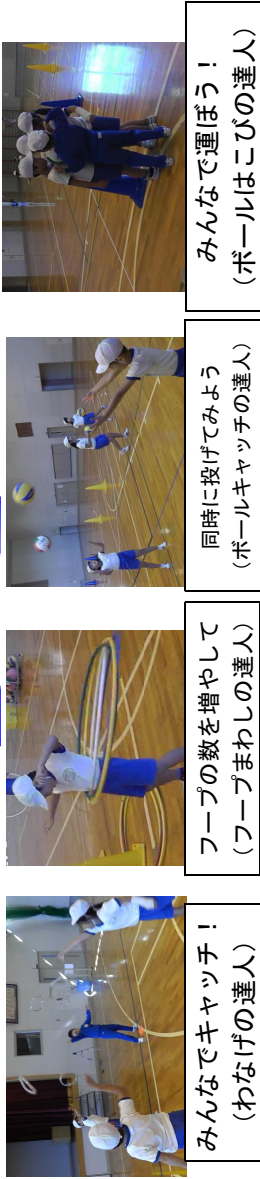 みんなでキャッチ！
（わなげの達人）
フープの数を増やして
（フープまわしの達人）
同時に投げてみよう
（ボールキャッチの達人）
みんなで運ぼう！
（ボールはこびの達人）